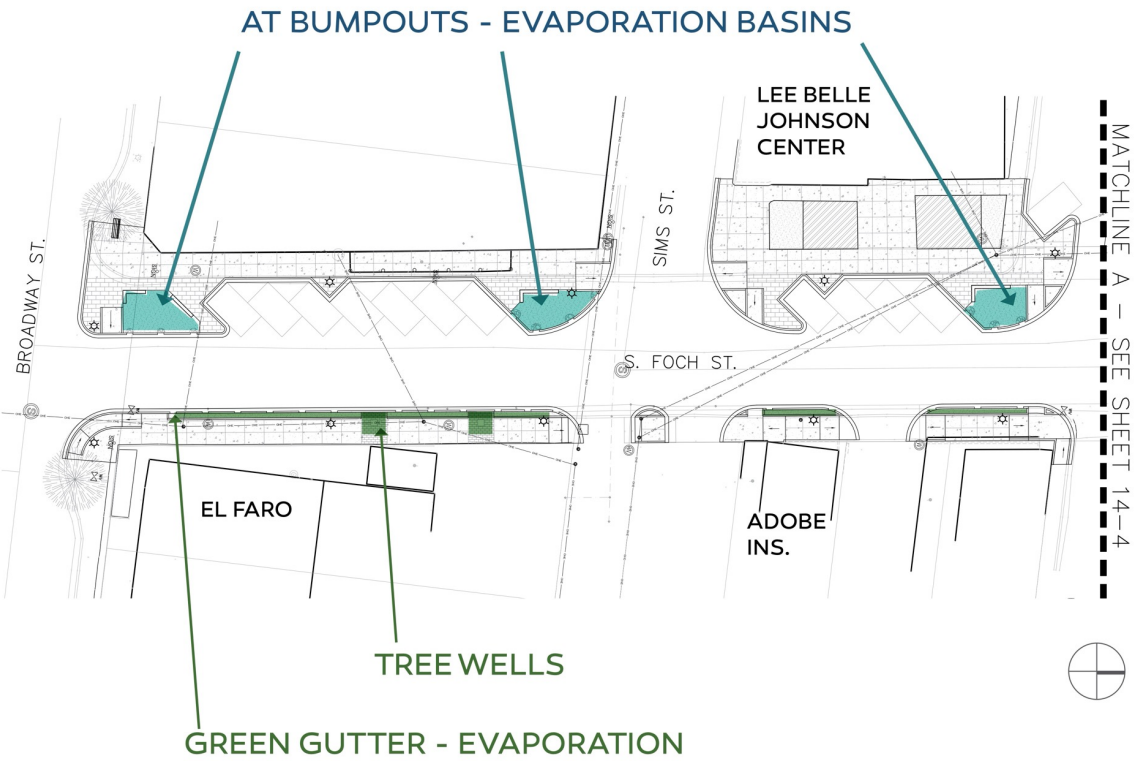 AT BUMPOUTS - EVAPORATION BASINS
LEE BELLE
JOHNSON
CENTER
MATCHLINE A — SEE SHEET 14-4
SIMS ST.
BROADWAY ST.
S. FOCH ST.
EL FARO
ADOBE
INS.
TREE WELLS
GREEN GUTTER - EVAPORATION